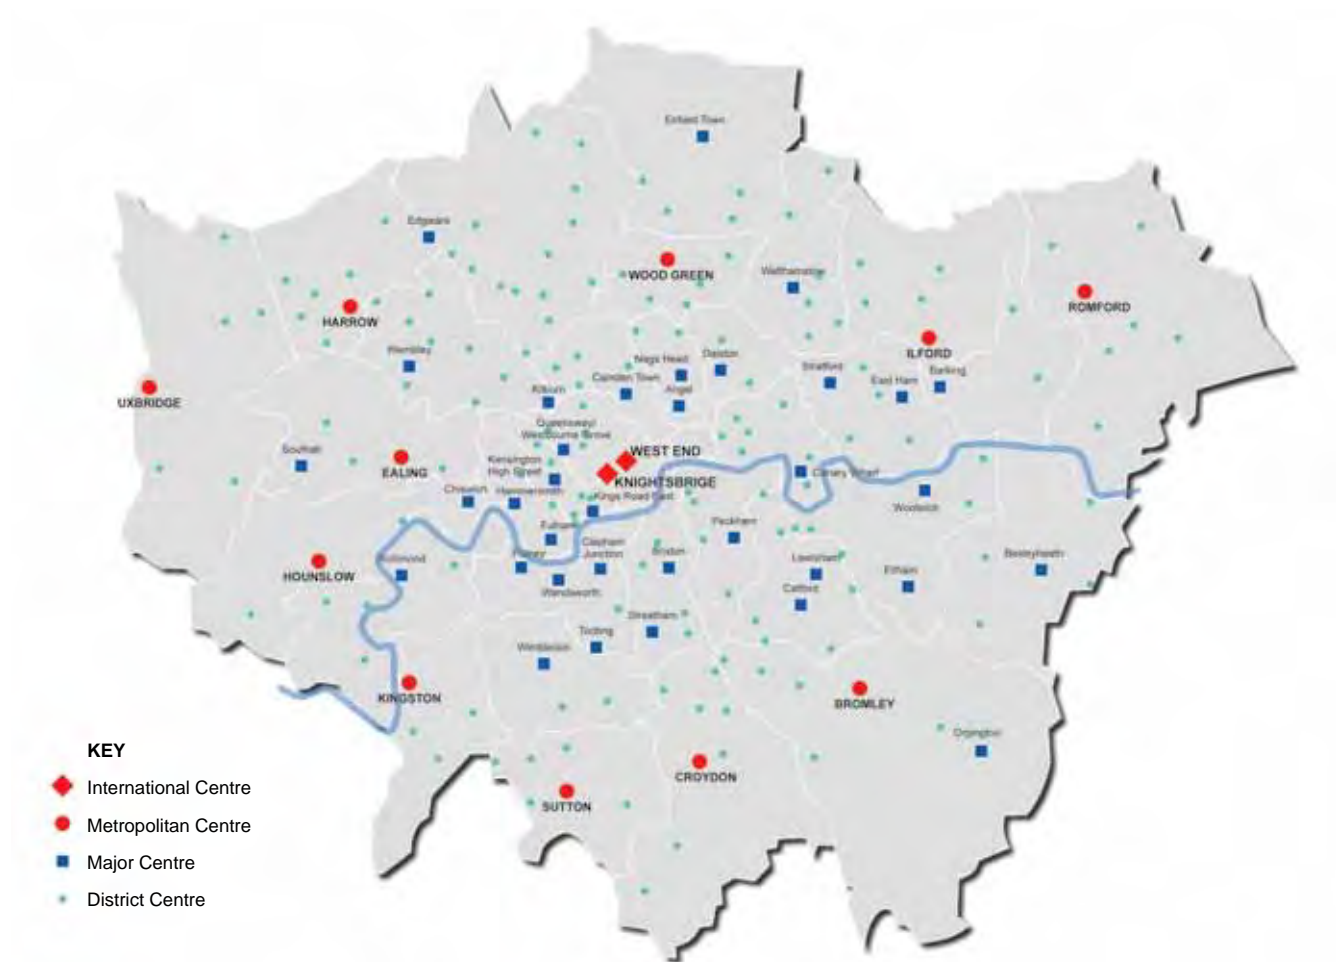 Enfield Town
Edgware
WOOD GREEN
Walthamstow
ROMFORD
HARROW
ILFORD
Wembley
Nags Head
Dalston
Stratford
Barking
UXBRIDGE
Kilburn
Camden Town
Angel
East Ham
Queensway/
Westbourne Grove
Southall
EALING
WEST END
Kensington
High Street
KNIGHTSBRIGE
Canary Wharf
Chiswick
Hammersmith
Kings Road East
Woolwich
Fulham
Peckham
HOUNSLOW
Richmond
Putney
Clapham
Junction
Brixton
Lewisham
Eltham
Bexleyheath
Wandsworth
Catford
Streatham
Tooting
Wimbledon
KINGSTON
BROMLEY
Orpington
CROYDON
SUTTON
KEY
International Centre
Metropolitan Centre
Major Centre
District Centre